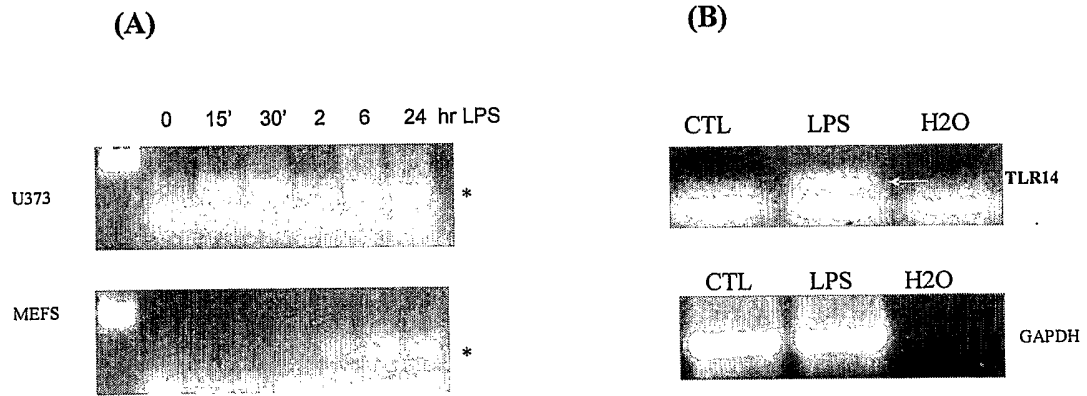 (A)
0 15' 30' 2 6 24 hr LPS
U373 *
MEFS *
(B)
CTL LPS H2O
TLR14
CTL LPS H2O
GAPDH